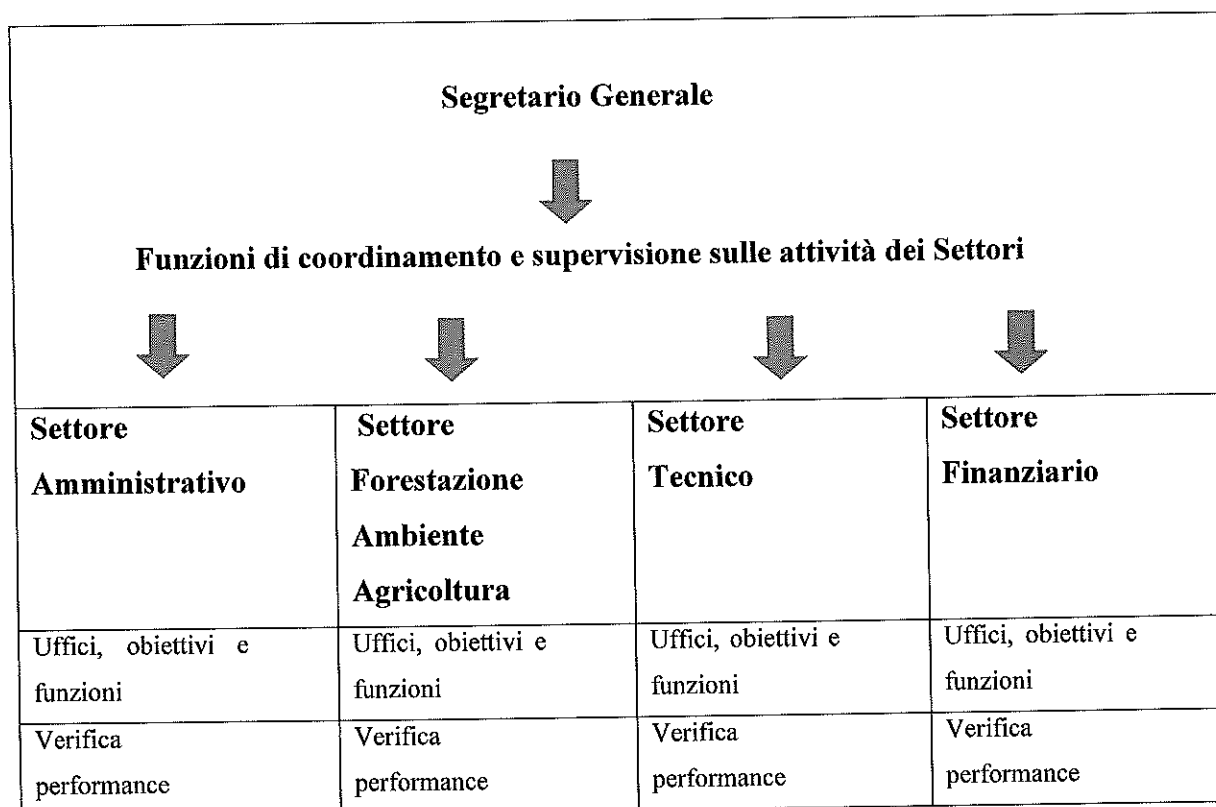 Segretario Generale
Funzioni di coordinamento e supervisione sulle attività dei Settori
Settore
Amministrativo
Settore
Forestazione
Ambiente
Agricoltura
Settore
Tecnico
Settore
Finanziario
Uffici, obiettivi e
funzioni
Uffici, obiettivi e
funzioni
Uffici, obiettivi e
funzioni
Uffici, obiettivi e
funzioni
Verifica
performance
Verifica
performance
Verifica
performance
Verifica
performance